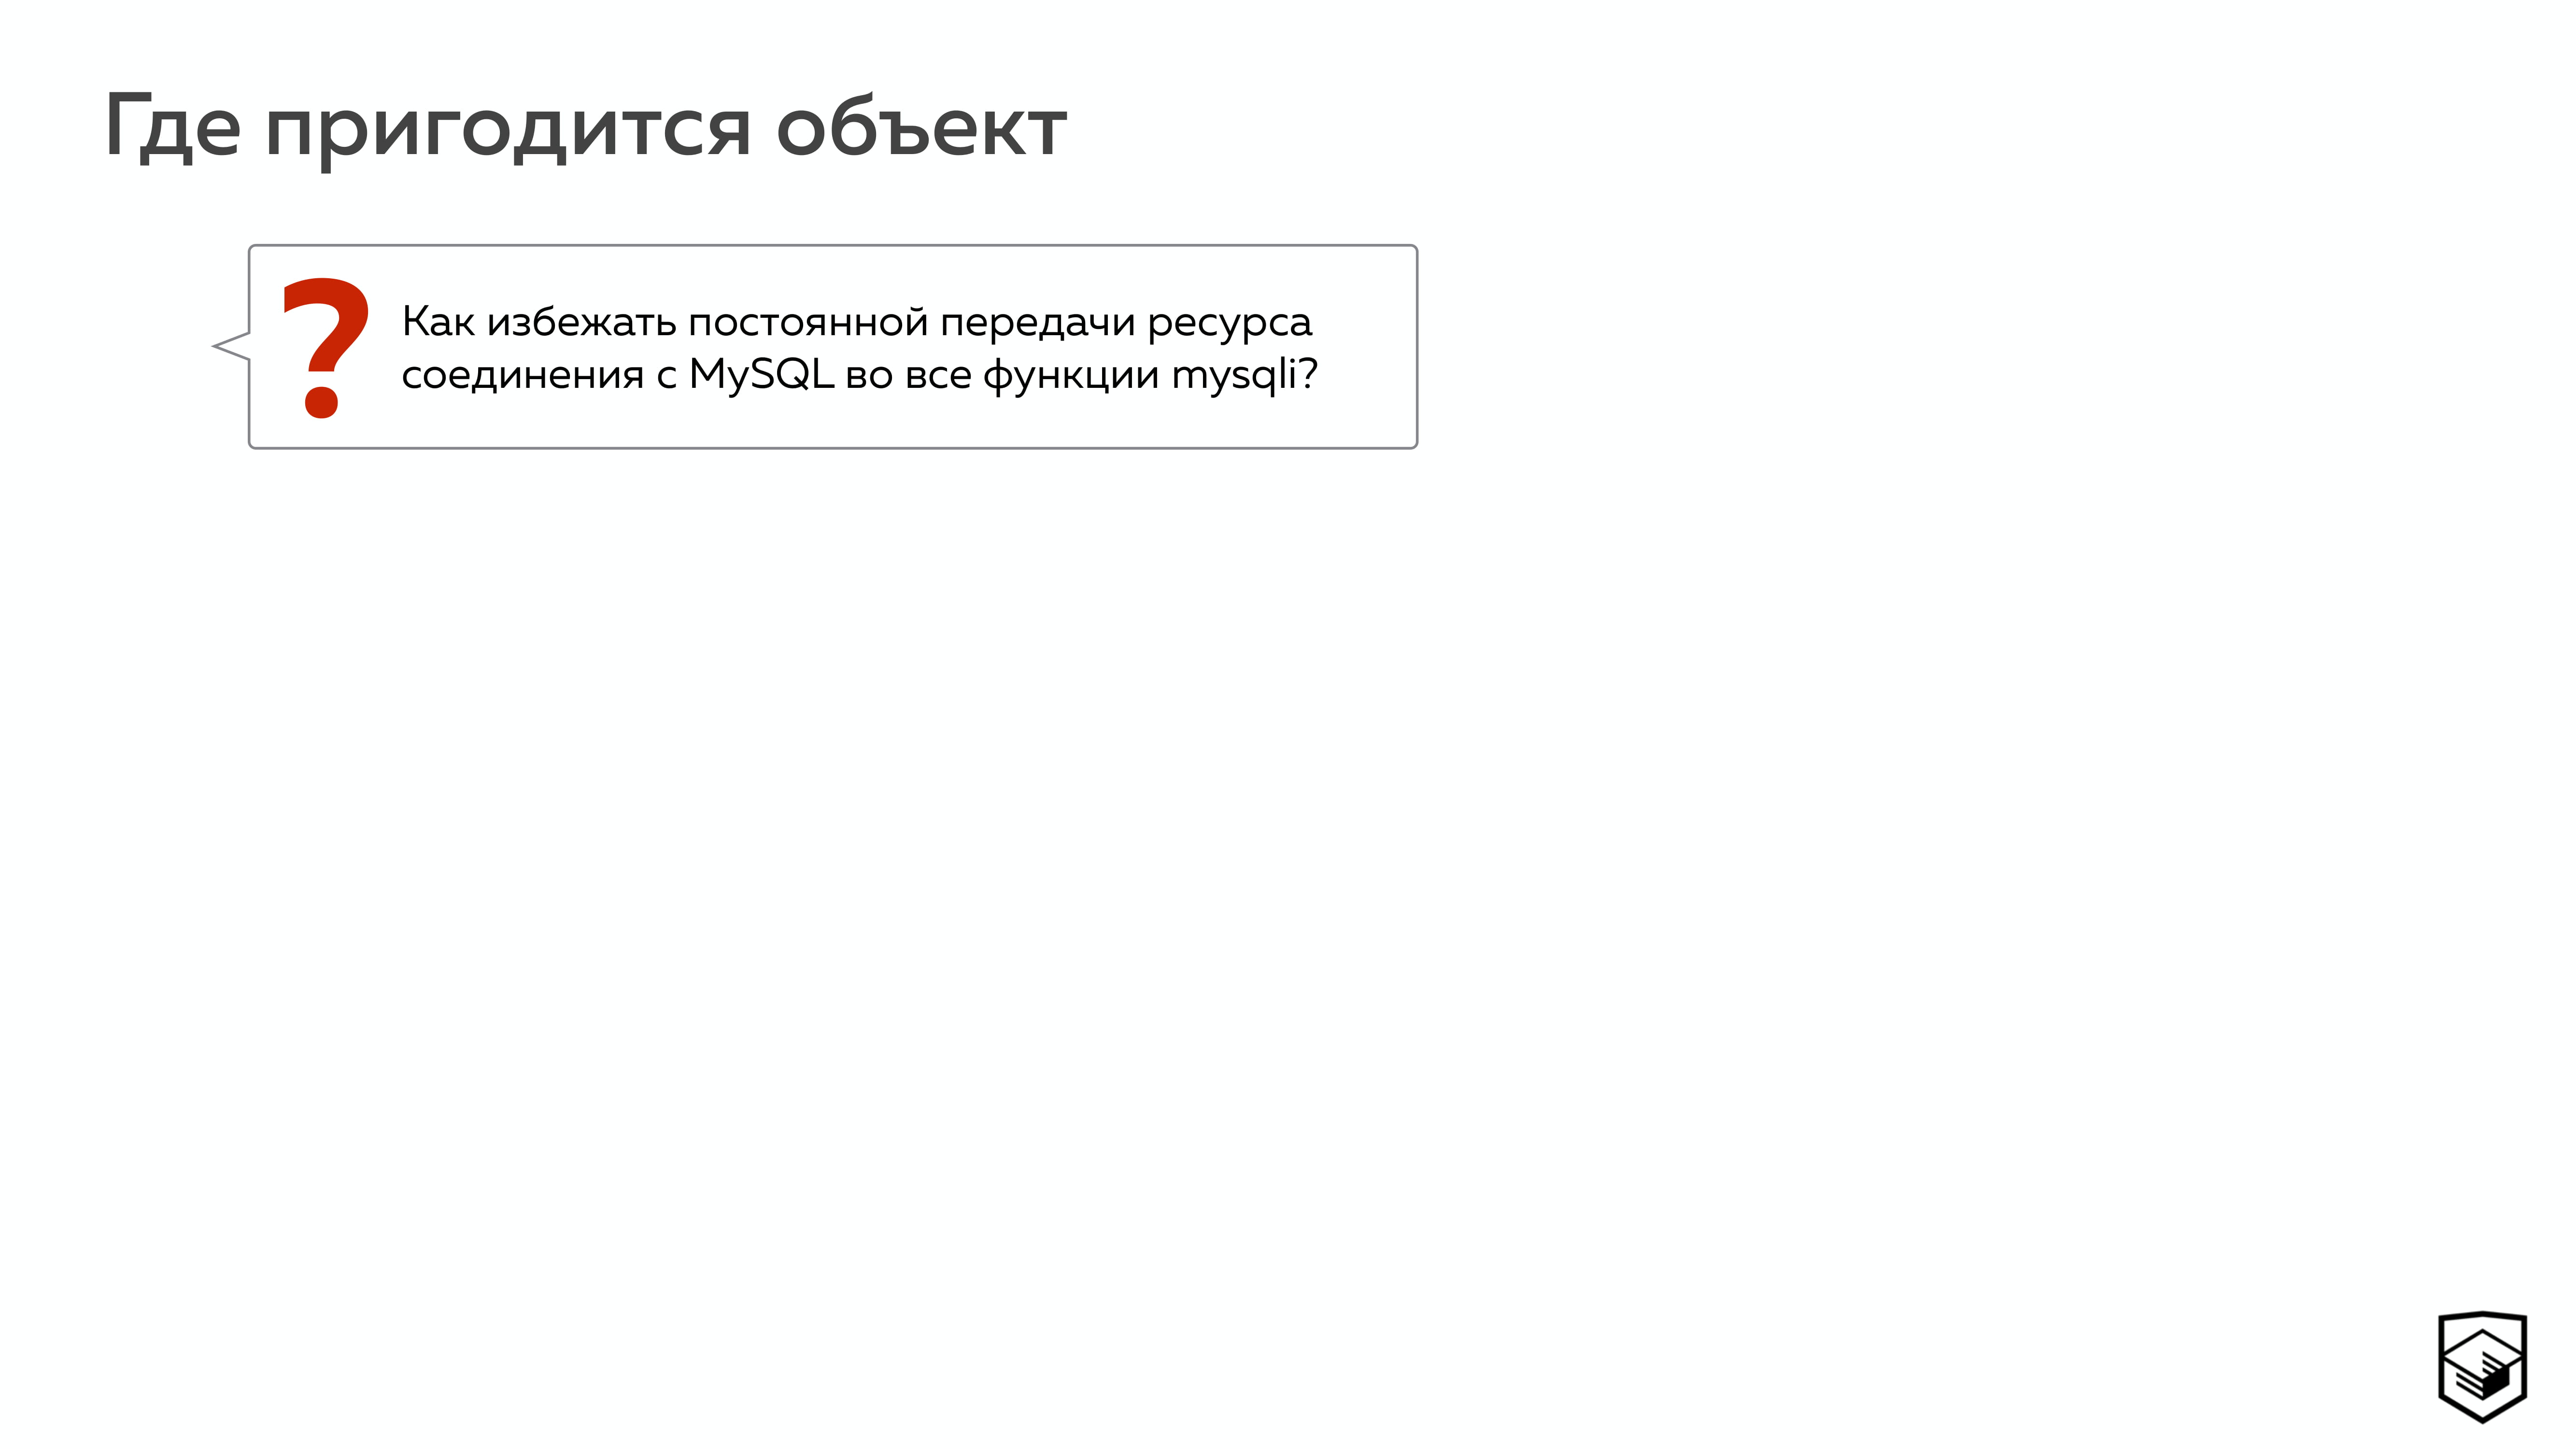 Где пригодится объект
?
Как избежать постоянной передачи ресурса
соединения с MySQL во все функции mysqli?